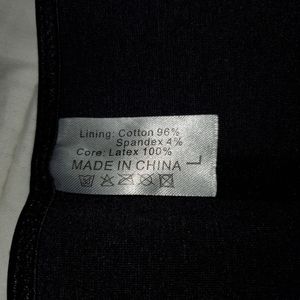 Lining: Cotton 96%
Spandex 4%
Core: Latex 100%
MADE IN CHINA
L